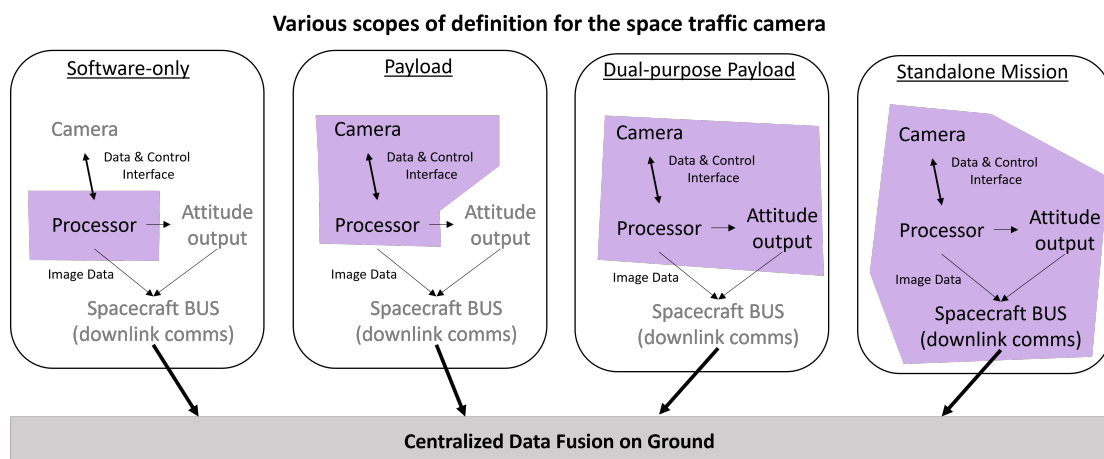 Various scopes of definition for the space traffic camera
Software-only
Camera
Data & Control
Interface
Processor
Attitude
output
Image Data
Spacecraft BUS
(downlink comms)
Payload
Camera
Data & Control
Interface
Processor
Attitude
output
Image Data
Spacecraft BUS
(downlink comms)
Dual-purpose Payload
Camera
Data & Control
Interface
Processor
Attitude
output
Image Data
Spacecraft BUS
(downlink comms)
Standalone Mission
Camera
Data & Control
Interface
Processor
Attitude
output
Image Data
Spacecraft BUS
(downlink comms)
Centralized Data Fusion on Ground